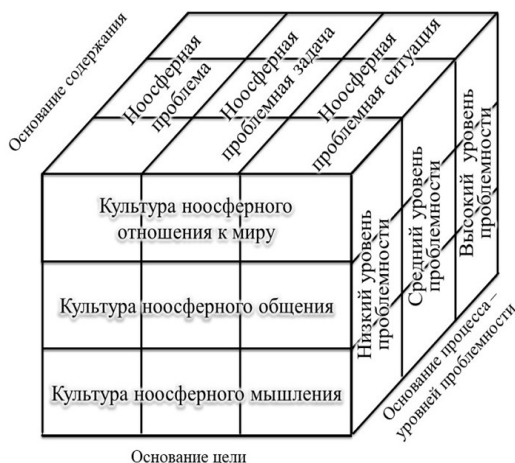 Основание содержания
Ноосферная
проблема
Ноосферная
проблемная задача
Ноосферная
проблемная ситуация
Культура ноосферного
отношения к миру
Культура ноосферного общения
Культура ноосферного мышления
Низкий уровень
проблемности
Средний уровень
проблемности
Высокий уровень
проблемности
Основание процесса –
уровней проблемности
Основание цели